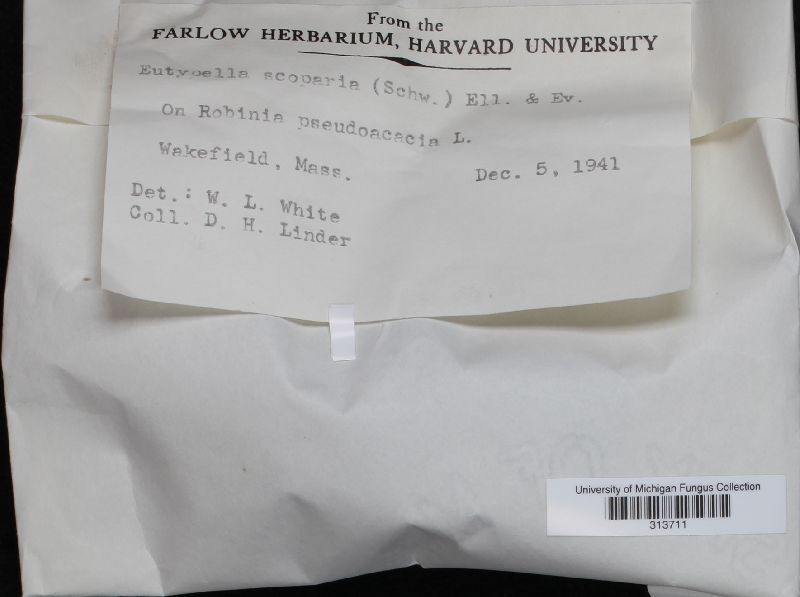 From the
FARLOW HERBARIUM, HARVARD UNIVERSITY
Eutypella scoparia (Schw.) Ell. & Ev.
On Robinia pseudoacacia L.
Wakefield, Mass. Dec. 5, 1941
Det.: W. L. White
Coll. D. H. Linder
University of Michigan Fungus Collection
313711